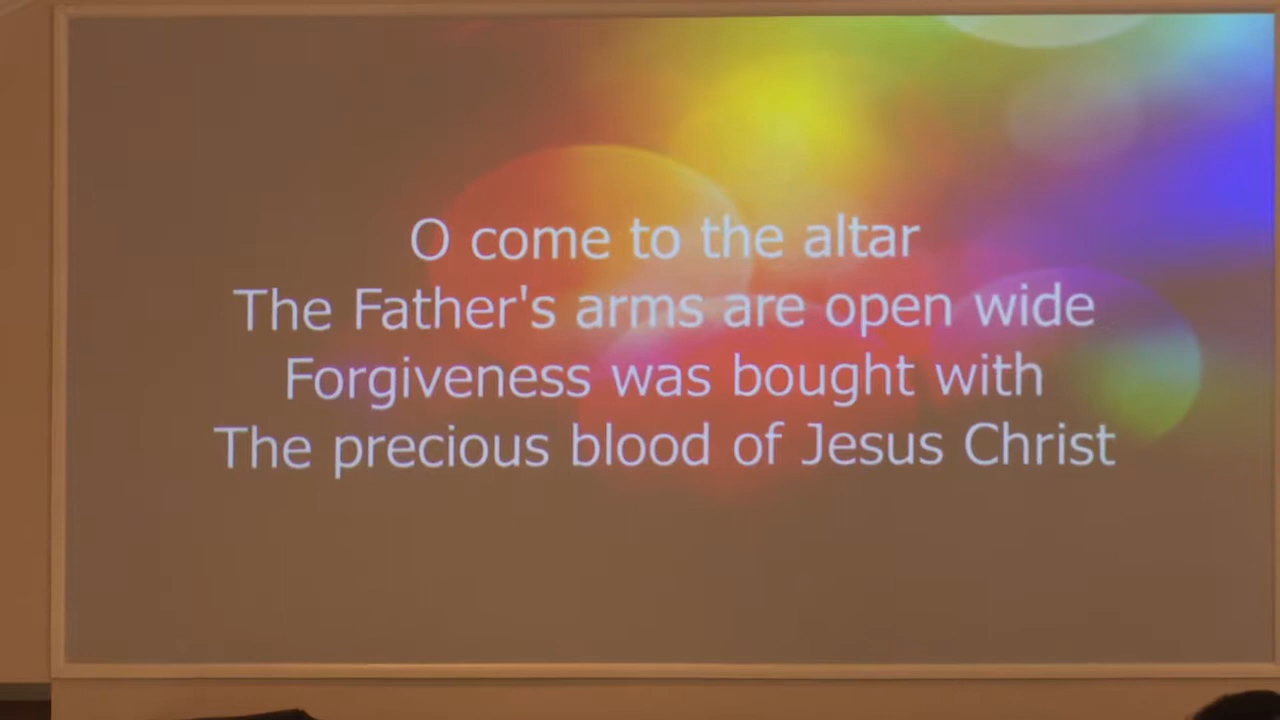 O come to the altar
The Father's arms are open wide
Forgiveness was bought with
The precious blood of Jesus Christ